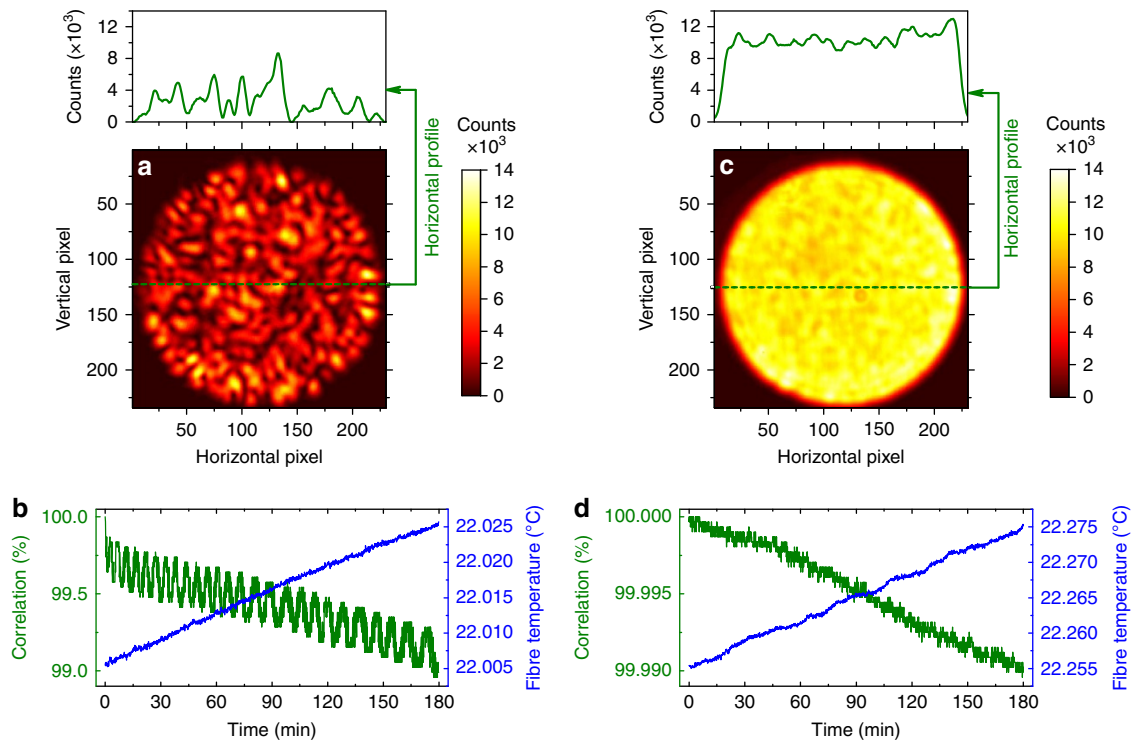 12
8
4
0
Counts (×10³)
Horizontal profile
Counts
×10³
14
12
10
8
6
4
2
0
a
50
100
150
200
Vertical pixel
50 100 150 200
Horizontal pixel
12
8
4
0
Counts (×10³)
Horizontal profile
Counts
×10³
14
12
10
8
6
4
2
0
c
50
100
150
200
Vertical pixel
50 100 150 200
Horizontal pixel
b
100.0
99.5
99.0
Correlation (%)
22.025
22.020
22.015
22.010
22.005
Fibre temperature (°C)
0 30 60 90 120 150 180
Time (min)
d
100.000
99.995
99.990
Correlation (%)
22.275
22.270
22.265
22.260
22.255
Fibre temperature (°C)
0 30 60 90 120 150 180
Time (min)